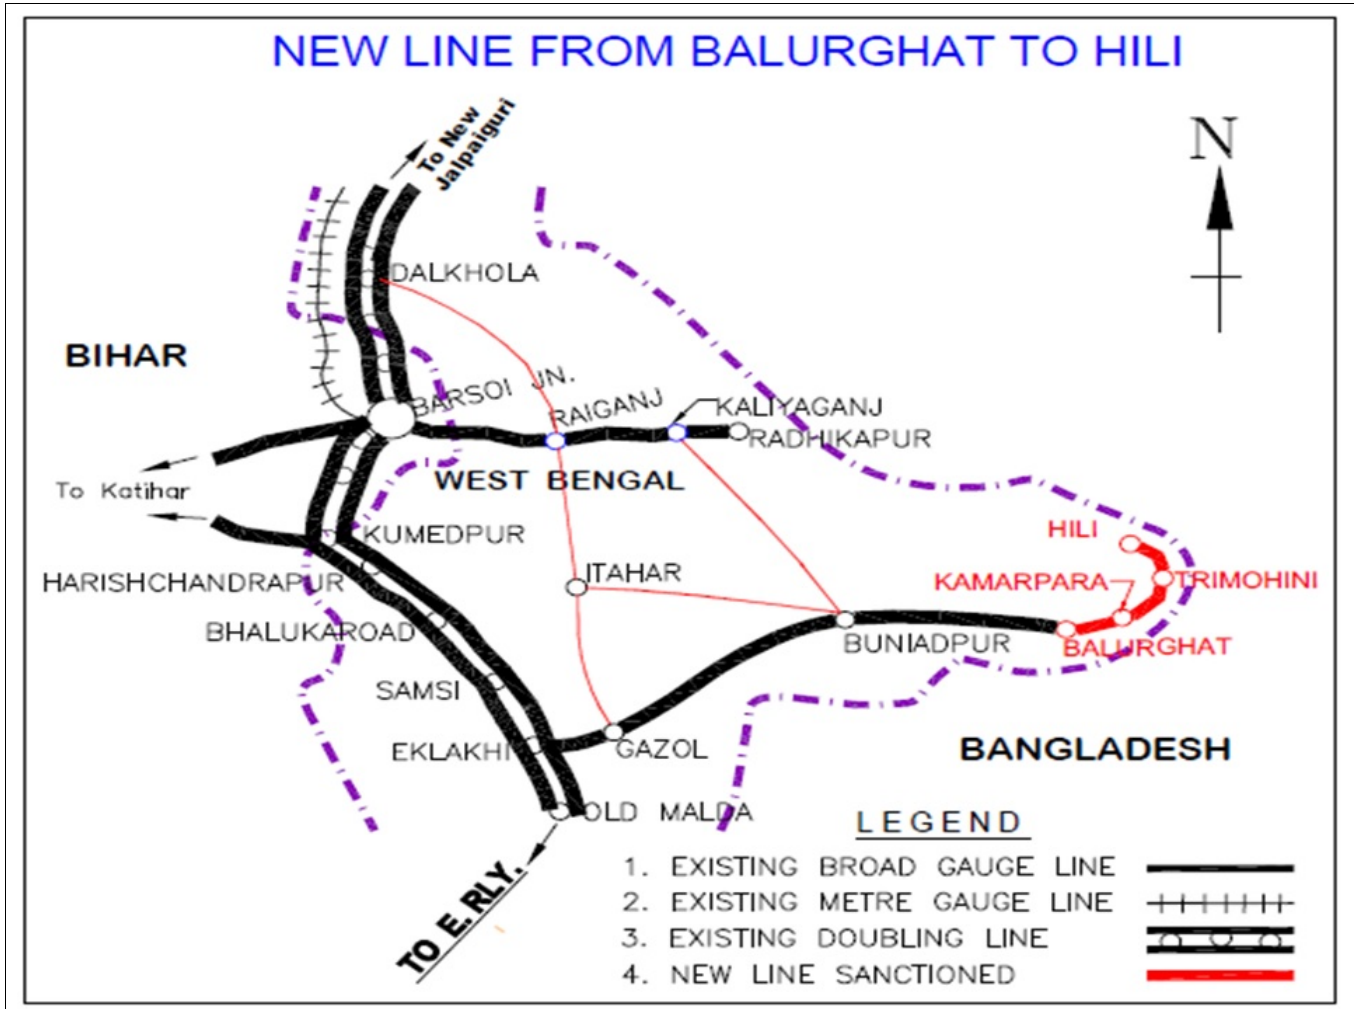 NEW LINE FROM BALURGHAT TO HILI
To New
Jalpaiguri
N
DALKHOLA
BIHAR
BARSOI JN.
RAIGANJ
KALIYAGANJ
RADHIKAPUR
WEST BENGAL
To Katihar
KUMEDPUR
HILI
HARISHCHANDRAPUR
ITAHAR
KAMARPARA
TRIMOHINI
BHALUKAROAD
BUNIADPUR
BALURGHAT
SAMSI
EKLAKHI
GAZOL
BANGLADESH
OLD MALDA
TO E. RLY.
LEGEND
1. EXISTING BROAD GAUGE LINE
2. EXISTING METRE GAUGE LINE
3. EXISTING DOUBLING LINE
4. NEW LINE SANCTIONED